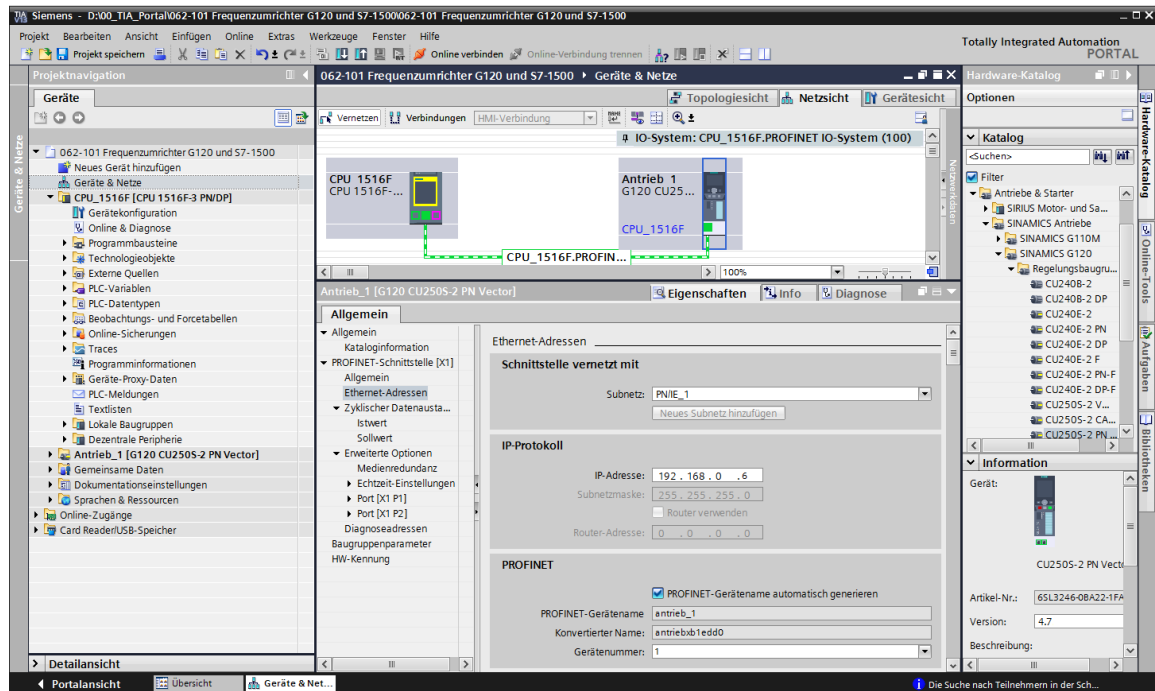 Siemens - D:\00_TIA_Portal\062-101 Frequenzumrichter G120 und S7-1500\062-101 Frequenzumrichter G120 und S7-1500
Projekt Bearbeiten Ansicht Einfügen Online Extras Werkzeuge Fenster Hilfe
Totally Integrated Automation
PORTAL
Projekt speichern
Online verbinden
Online-Verbindung trennen
Projektnavigation
Geräte
Geräte & Netze
062-101 Frequenzumrichter G120 und S7-1500
Neues Gerät hinzufügen
Geräte & Netze
CPU_1516F [CPU 1516F-3 PN/DP]
Gerätekonfiguration
Online & Diagnose
Programmbausteine
Technologieobjekte
Externe Quellen
PLC-Variablen
PLC-Datentypen
Beobachtungs- und Forcetabellen
Online-Sicherungen
Traces
Programminformationen
Geräte-Proxy-Daten
PLC-Meldungen
Textlisten
Lokale Baugruppen
Dezentrale Peripherie
Antrieb_1 [G120 CU250S-2 PN Vector]
Gemeinsame Daten
Dokumentationseinstellungen
Sprachen & Ressourcen
Online-Zugänge
Card Reader/USB-Speicher
Detailansicht
062-101 Frequenzumrichter G120 und S7-1500 Geräte & Netze
Topologiesicht Netzsicht Gerätesicht
Vernetzen Verbindungen HMI-Verbindung
IO-System: CPU_1516F.PROFINET IO-System (100)
CPU 1516F
CPU 1516F-...
Antrieb 1
G120 CU25...
CPU_1516F
CPU_1516F.PROFIN...
Netzwerkdaten
100%
Antrieb_1 [G120 CU250S-2 PN Vector]
Eigenschaften Info Diagnose
Allgemein
Allgemein
Kataloginformation
PROFINET-Schnittstelle [X1]
Allgemein
Ethernet-Adressen
Zyklischer Datenausta...
Istwert
Sollwert
Erweiterte Optionen
Medienredundanz
Echtzeit-Einstellungen
Port [X1 P1]
Port [X1 P2]
Diagnoseadressen
Baugruppenparameter
HW-Kennung
Ethernet-Adressen
Schnittstelle vernetzt mit
Subnetz: PN/IE_1
Neues Subnetz hinzufügen
IP-Protokoll
IP-Adresse: 192 . 168 . 0 . 6
Subnetzmaske: 255 . 255 . 255 . 0
Router verwenden
Router-Adresse: 0 . 0 . 0 . 0
PROFINET
PROFINET-Gerätename automatisch generieren
PROFINET-Gerätename antrieb_1
Konvertierter Name: antriebxb1edd0
Gerätenummer: 1
Hardware-Katalog
Optionen
Katalog
<Suchen>
Filter
Antriebe & Starter
SIRIUS Motor- und Sa...
SINAMICS Antriebe
SINAMICS G110M
SINAMICS G120
Regelungsbaugru...
CU240B-2
CU240B-2 DP
CU240E-2
CU240E-2 PN
CU240E-2 DP
CU240E-2 F
CU240E-2 PN-F
CU240E-2 DP-F
CU250S-2 V...
CU250S-2 CA...
CU250S-2 PN ...
Information
Gerät:
CU250S-2 PN Vect
Artikel-Nr.: 6SL3246-0BA22-1FA
Version: 4.7
Beschreibung:
Hardware-Katalog
Online-Tools
Aufgaben
Bibliotheken
Portalansicht Übersicht Geräte & Net...
Die Suche nach Teilnehmern in der Sch...